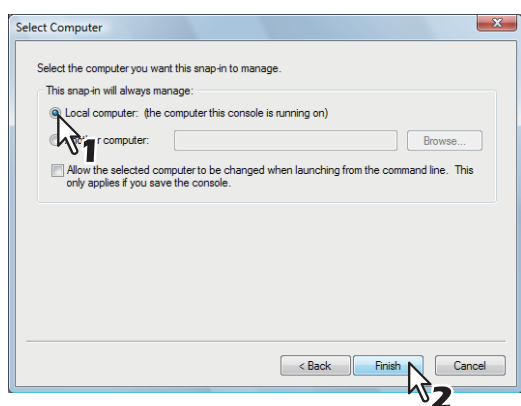 Select Computer
Select the computer you want this snap-in to manage.
This snap-in will always manage:
Local computer: (the computer this console is running on)
r computer:
Browse...
1
Allow the selected computer to be changed when launching from the command line. This
only applies if you save the console.
< Back
Finish
Cancel
2